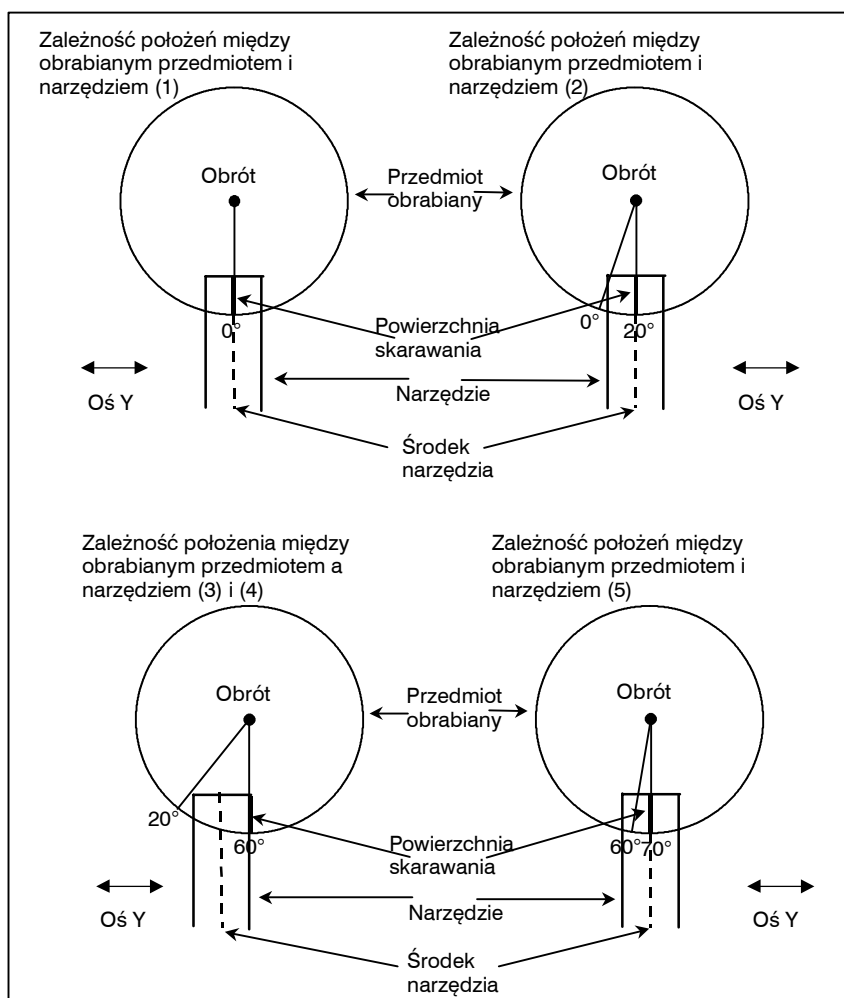 Zależność położeń między
obrabianym przedmiotem i
narzędziem (1)
Zależność położeń między
obrabianym przedmiotem i
narzędziem (2)
Obrót
Przedmiot
obrabiany
Obrót
Powierzchnia
skarawania
0°
0°
20°
Narzędzie
Oś Y
Oś Y
Środek
narzędzia
Zależność położenia między
obrabianym przedmiotem a
narzędziem (3) i (4)
Zależność położeń między
obrabianym przedmiotem i
narzędziem (5)
Obrót
Przedmiot
obrabiany
Obrót
20°
60°
Powierzchnia
skarawania
60°
70°
Narzędzie
Oś Y
Oś Y
Środek
narzędzia